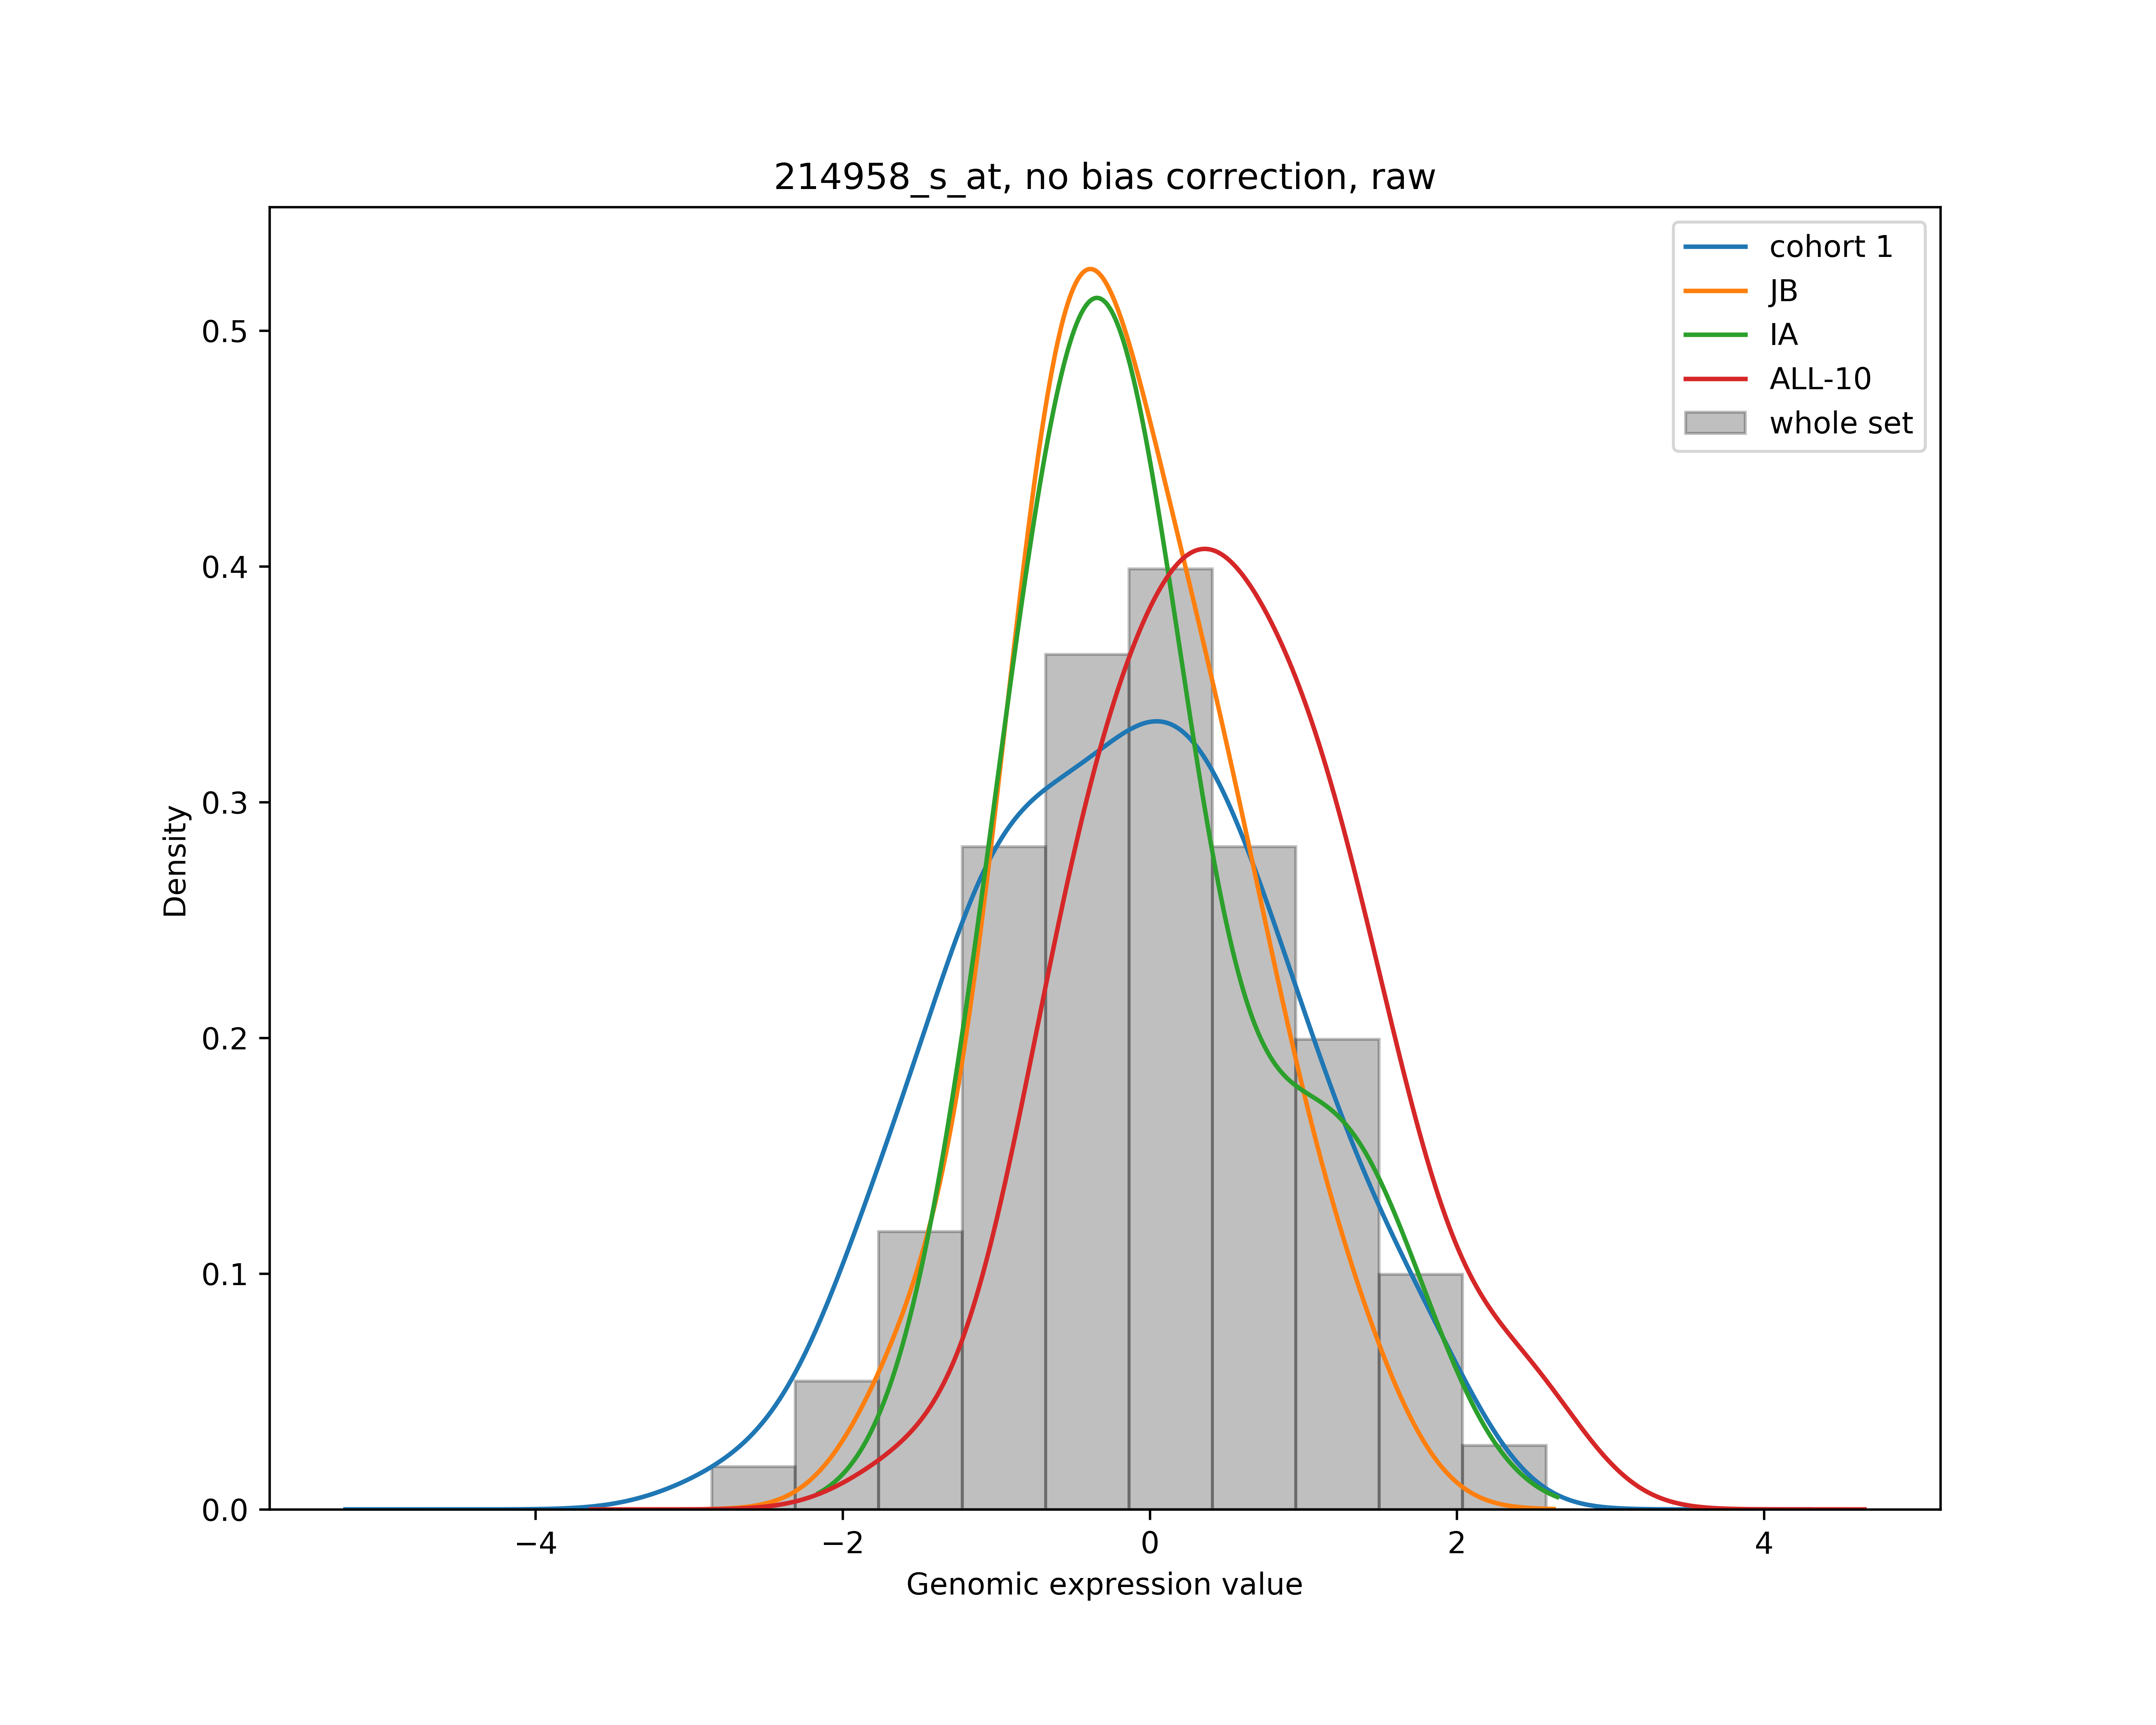 214958_s_at, no bias correction, raw
cohort 1
JB
IA
ALL-10
whole set
Density
0.5
0.4
0.3
0.2
0.1
0.0
−4
−2
0
2
4
Genomic expression value